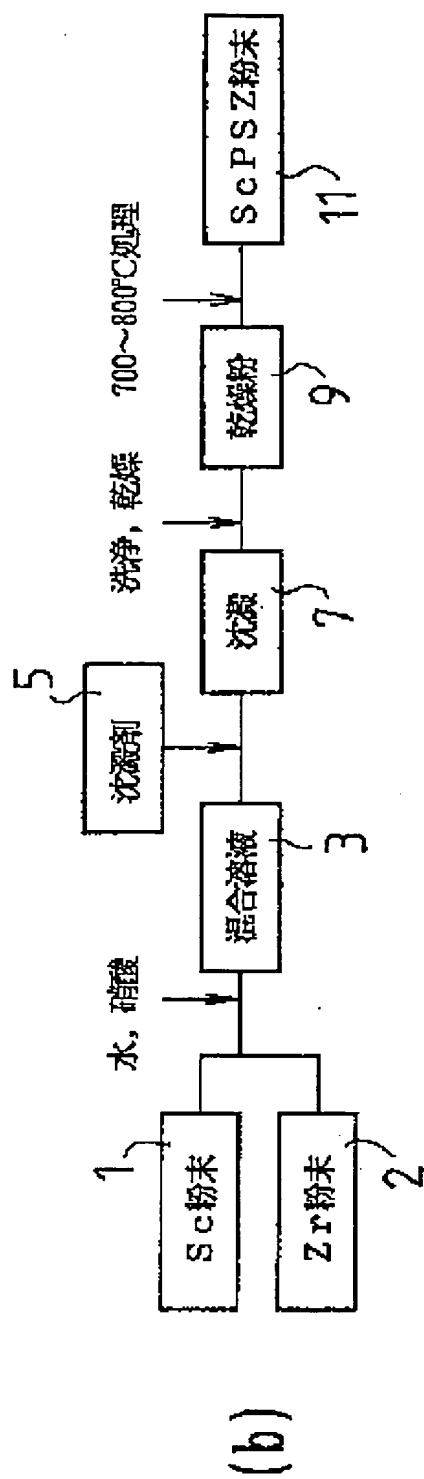 (b)
1
Sc粉末
Zr粉末
2
水，硝酸
混合溶液
3
5
沈澱剤
沈澱
7
洗浄，乾燥
乾燥粉
9
700～800℃処理
ScPSZ粉末
11